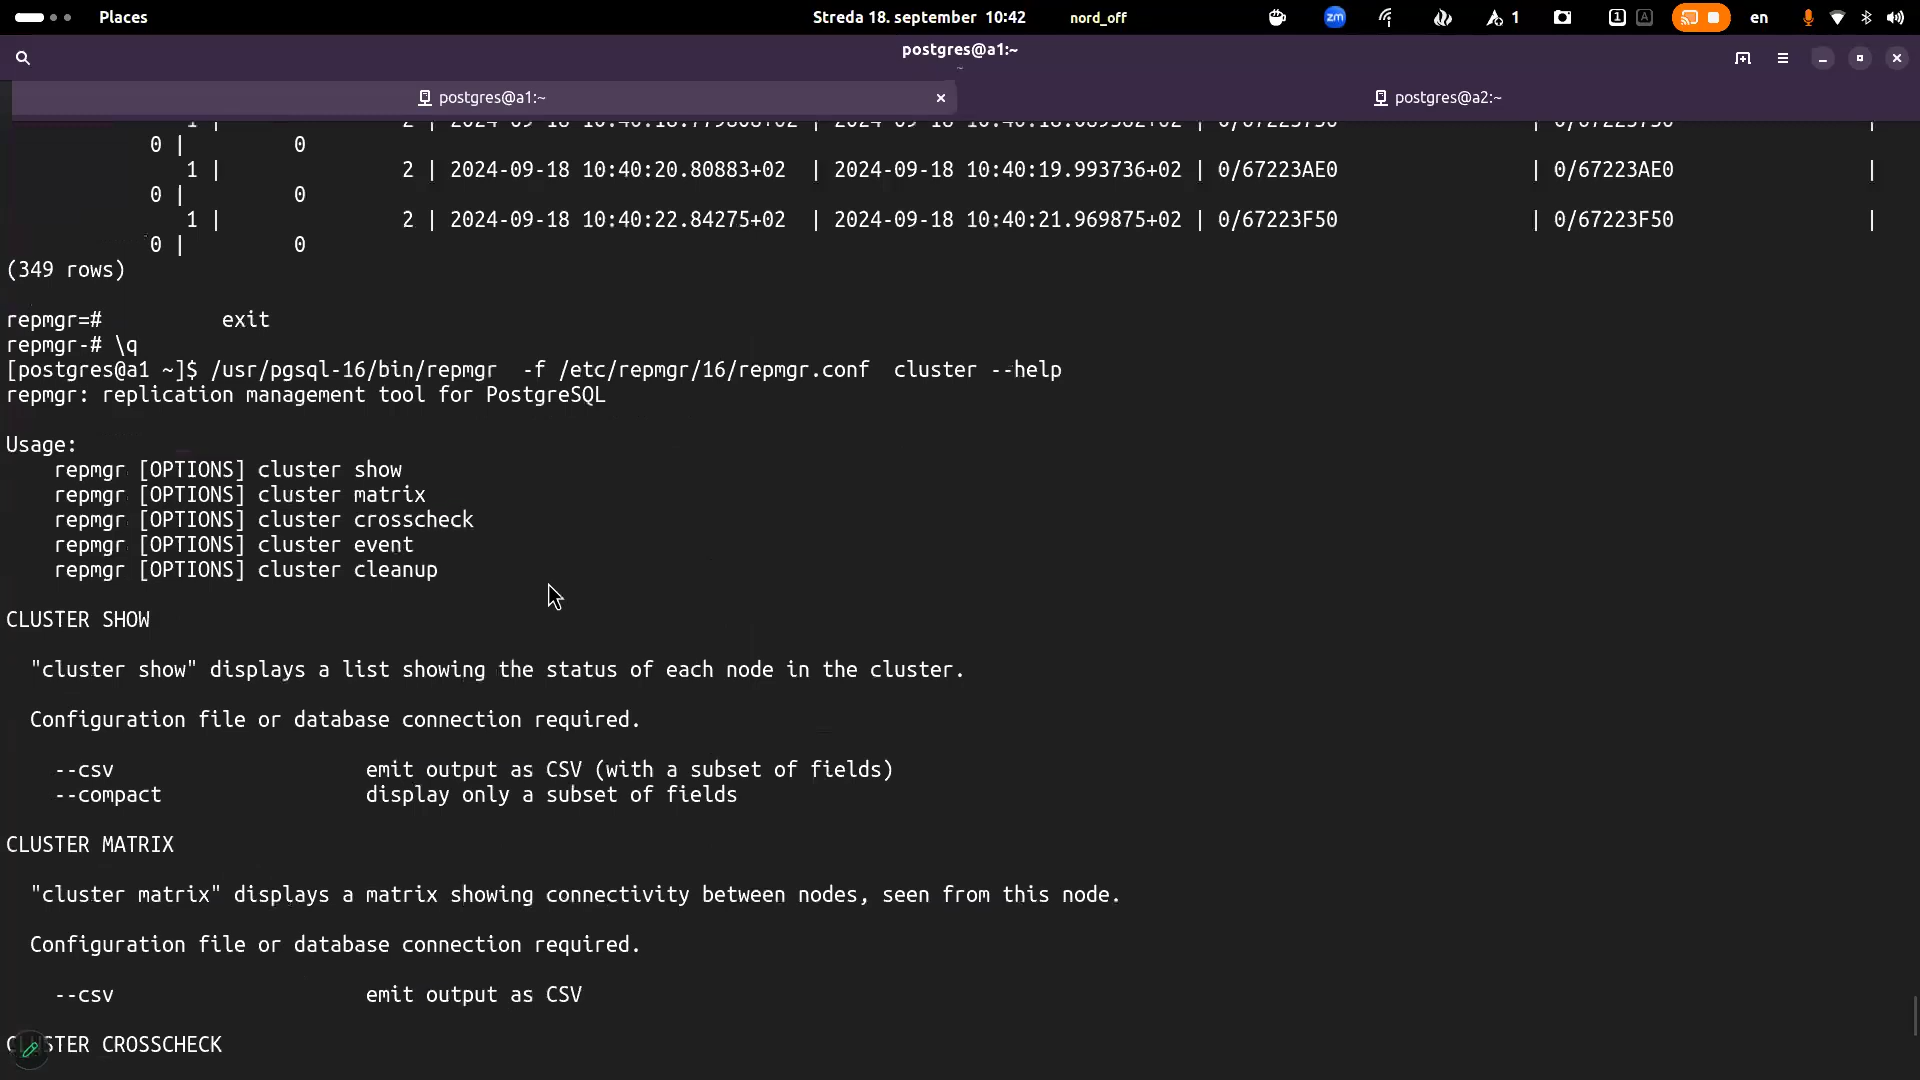 Places
Streda 18. september 10:42
nord_off
zm
1
1 A
en
postgres@a1:~
~
postgres@a1:~
postgres@a2:~
0 | 0
1 | 2 | 2024-09-18 10:40:20.80883+02 | 2024-09-18 10:40:19.993736+02 | 0/67223AE0 | 0/67223AE0 |
0 | 0
1 | 2 | 2024-09-18 10:40:22.84275+02 | 2024-09-18 10:40:21.969875+02 | 0/67223F50 | 0/67223F50 |
0 | 0
(349 rows)
repmgr=# exit
repmgr-# \q
[postgres@a1 ~]$ /usr/pgsql-16/bin/repmgr -f /etc/repmgr/16/repmgr.conf cluster --help
repmgr: replication management tool for PostgreSQL
Usage:
repmgr [OPTIONS] cluster show
repmgr [OPTIONS] cluster matrix
repmgr [OPTIONS] cluster crosscheck
repmgr [OPTIONS] cluster event
repmgr [OPTIONS] cluster cleanup
CLUSTER SHOW
"cluster show" displays a list showing the status of each node in the cluster.
Configuration file or database connection required.
--csv emit output as CSV (with a subset of fields)
--compact display only a subset of fields
CLUSTER MATRIX
"cluster matrix" displays a matrix showing connectivity between nodes, seen from this node.
Configuration file or database connection required.
--csv emit output as CSV
CLUSTER CROSSCHECK